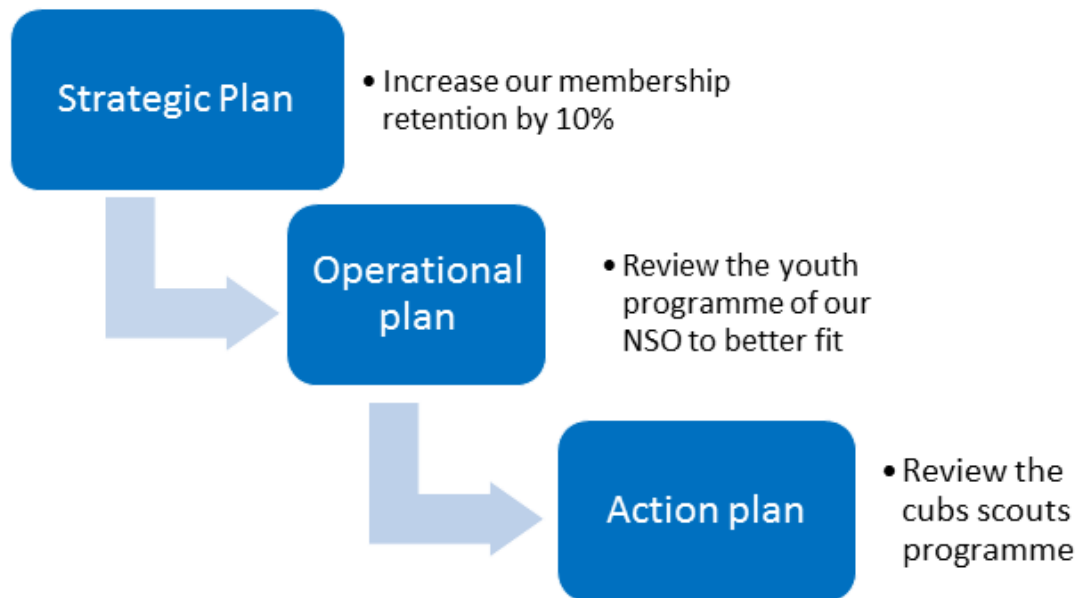 Strategic Plan
• Increase our membership
retention by 10%
Operational
plan
• Review the youth
programme of our
NSO to better fit
Action plan
• Review the
cubs scouts
programme